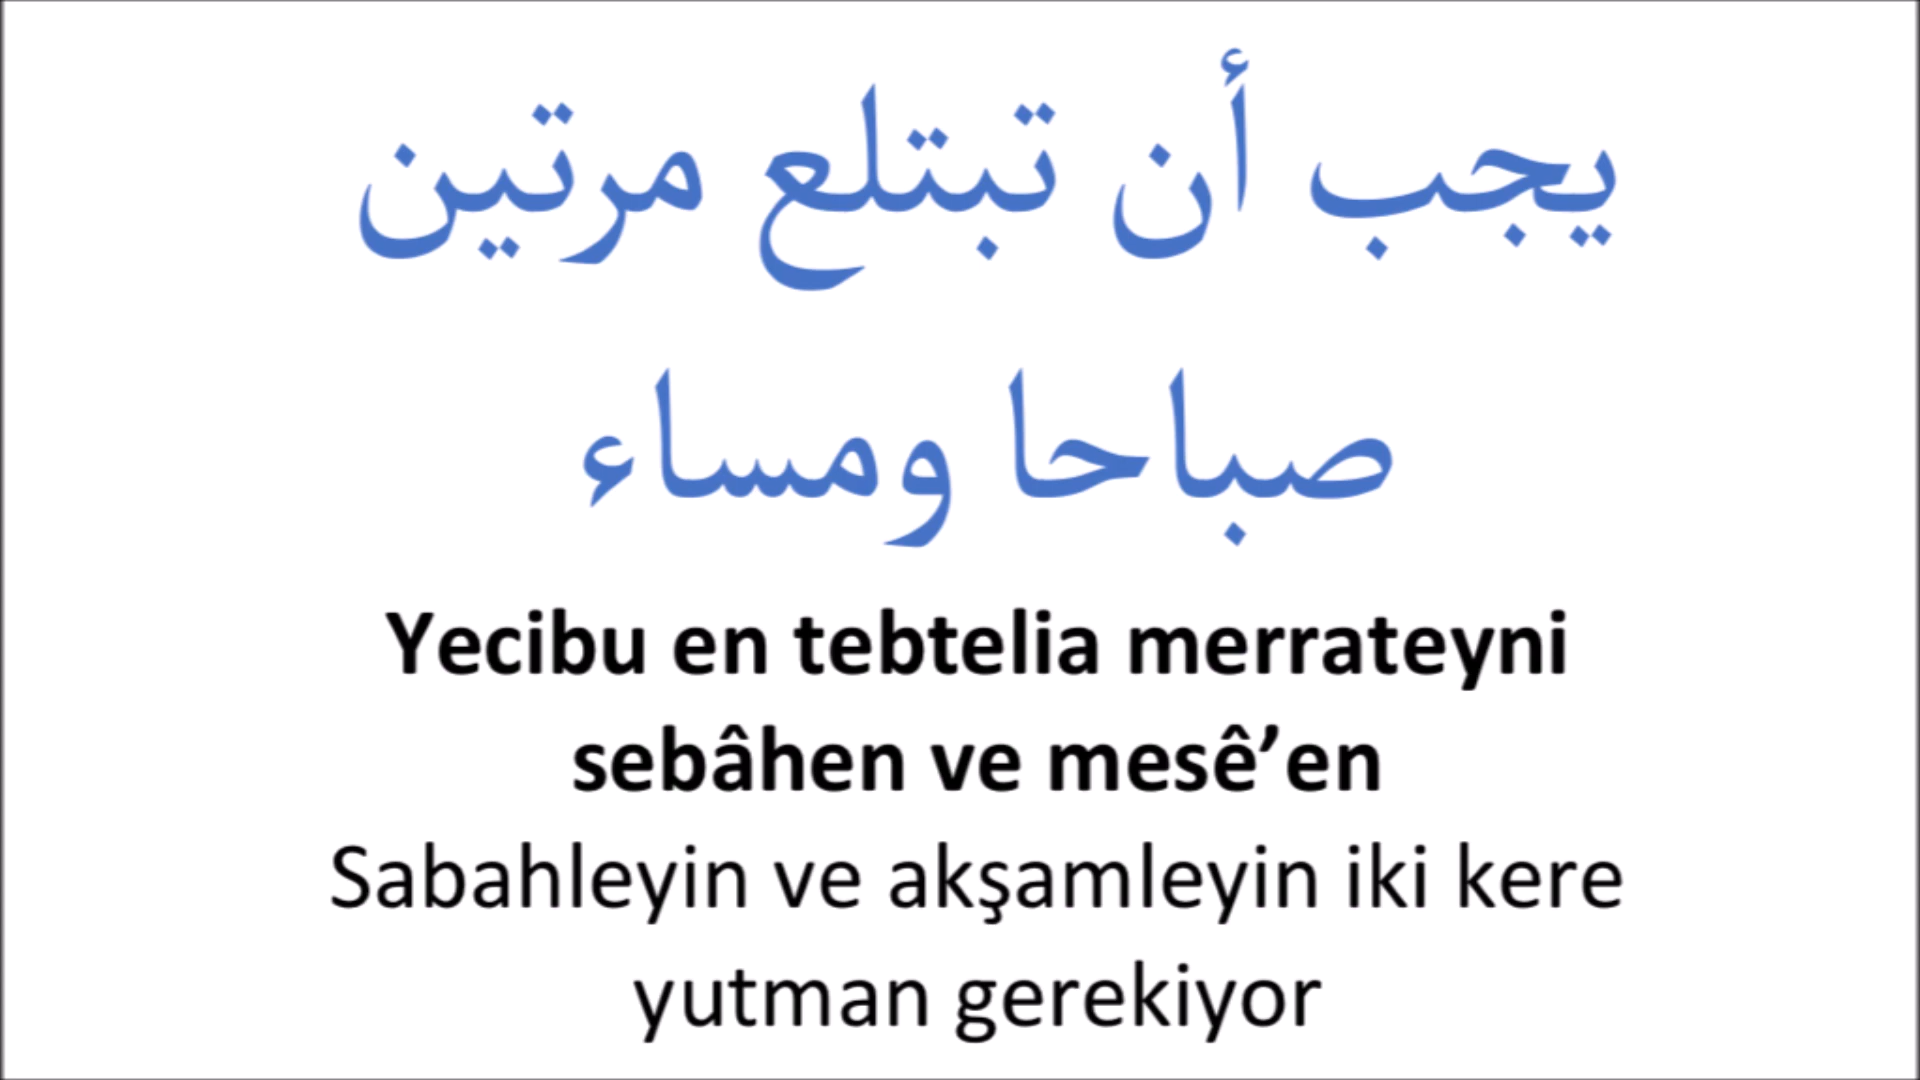 يجب أن تبتلع مرتين
صباحا ومساء
Yecibu en tebtelia merrateyni
sebâhen ve mesê’en
Sabahleyin ve akşamleyin iki kere
yutman gerekiyor